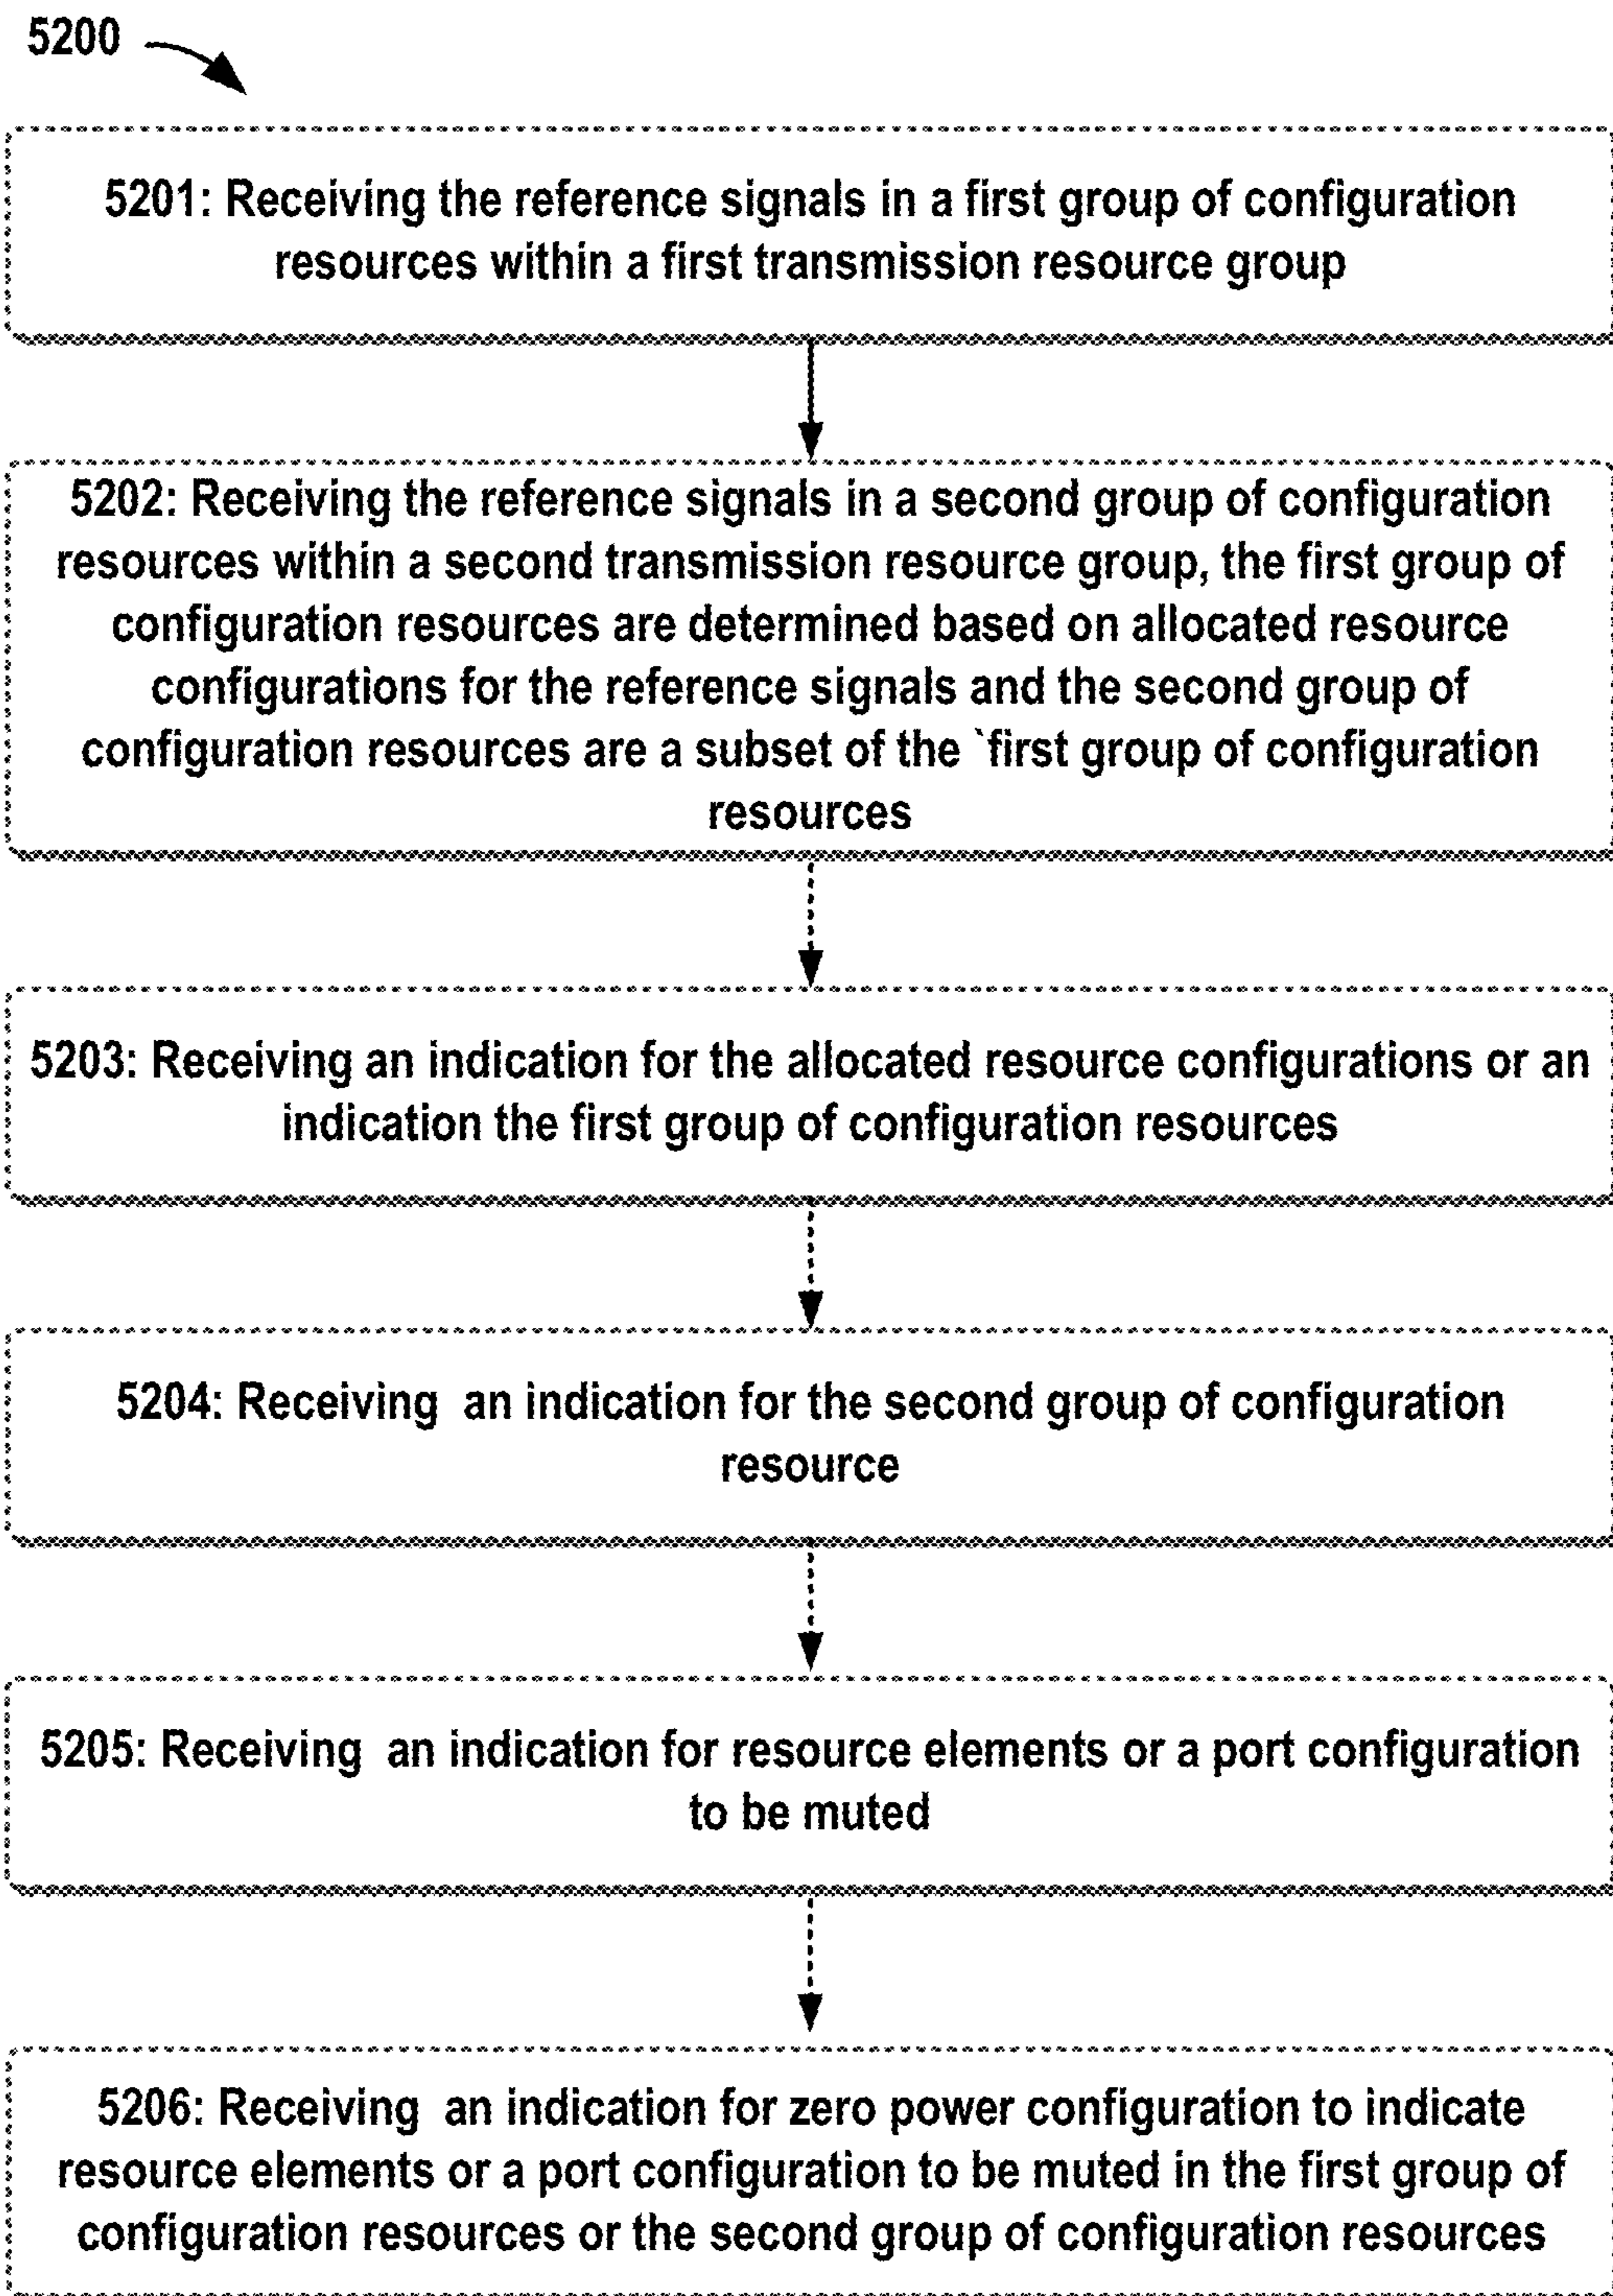 5200
5201: Receiving the reference signals in a first group of configuration
resources within a first transmission resource group
5202: Receiving the reference signals in a second group of configuration
resources within a second transmission resource group, the first group of
configuration resources are determined based on allocated resource
configurations for the reference signals and the second group of
configuration resources are a subset of the `first group of configuration
resources
5203: Receiving an indication for the allocated resource configurations or an
indication the first group of configuration resources
5204: Receiving  an indication for the second group of configuration
resource
5205: Receiving  an indication for resource elements or a port configuration
to be muted
5206: Receiving  an indication for zero power configuration to indicate
resource elements or a port configuration to be muted in the first group of
configuration resources or the second group of configuration resources